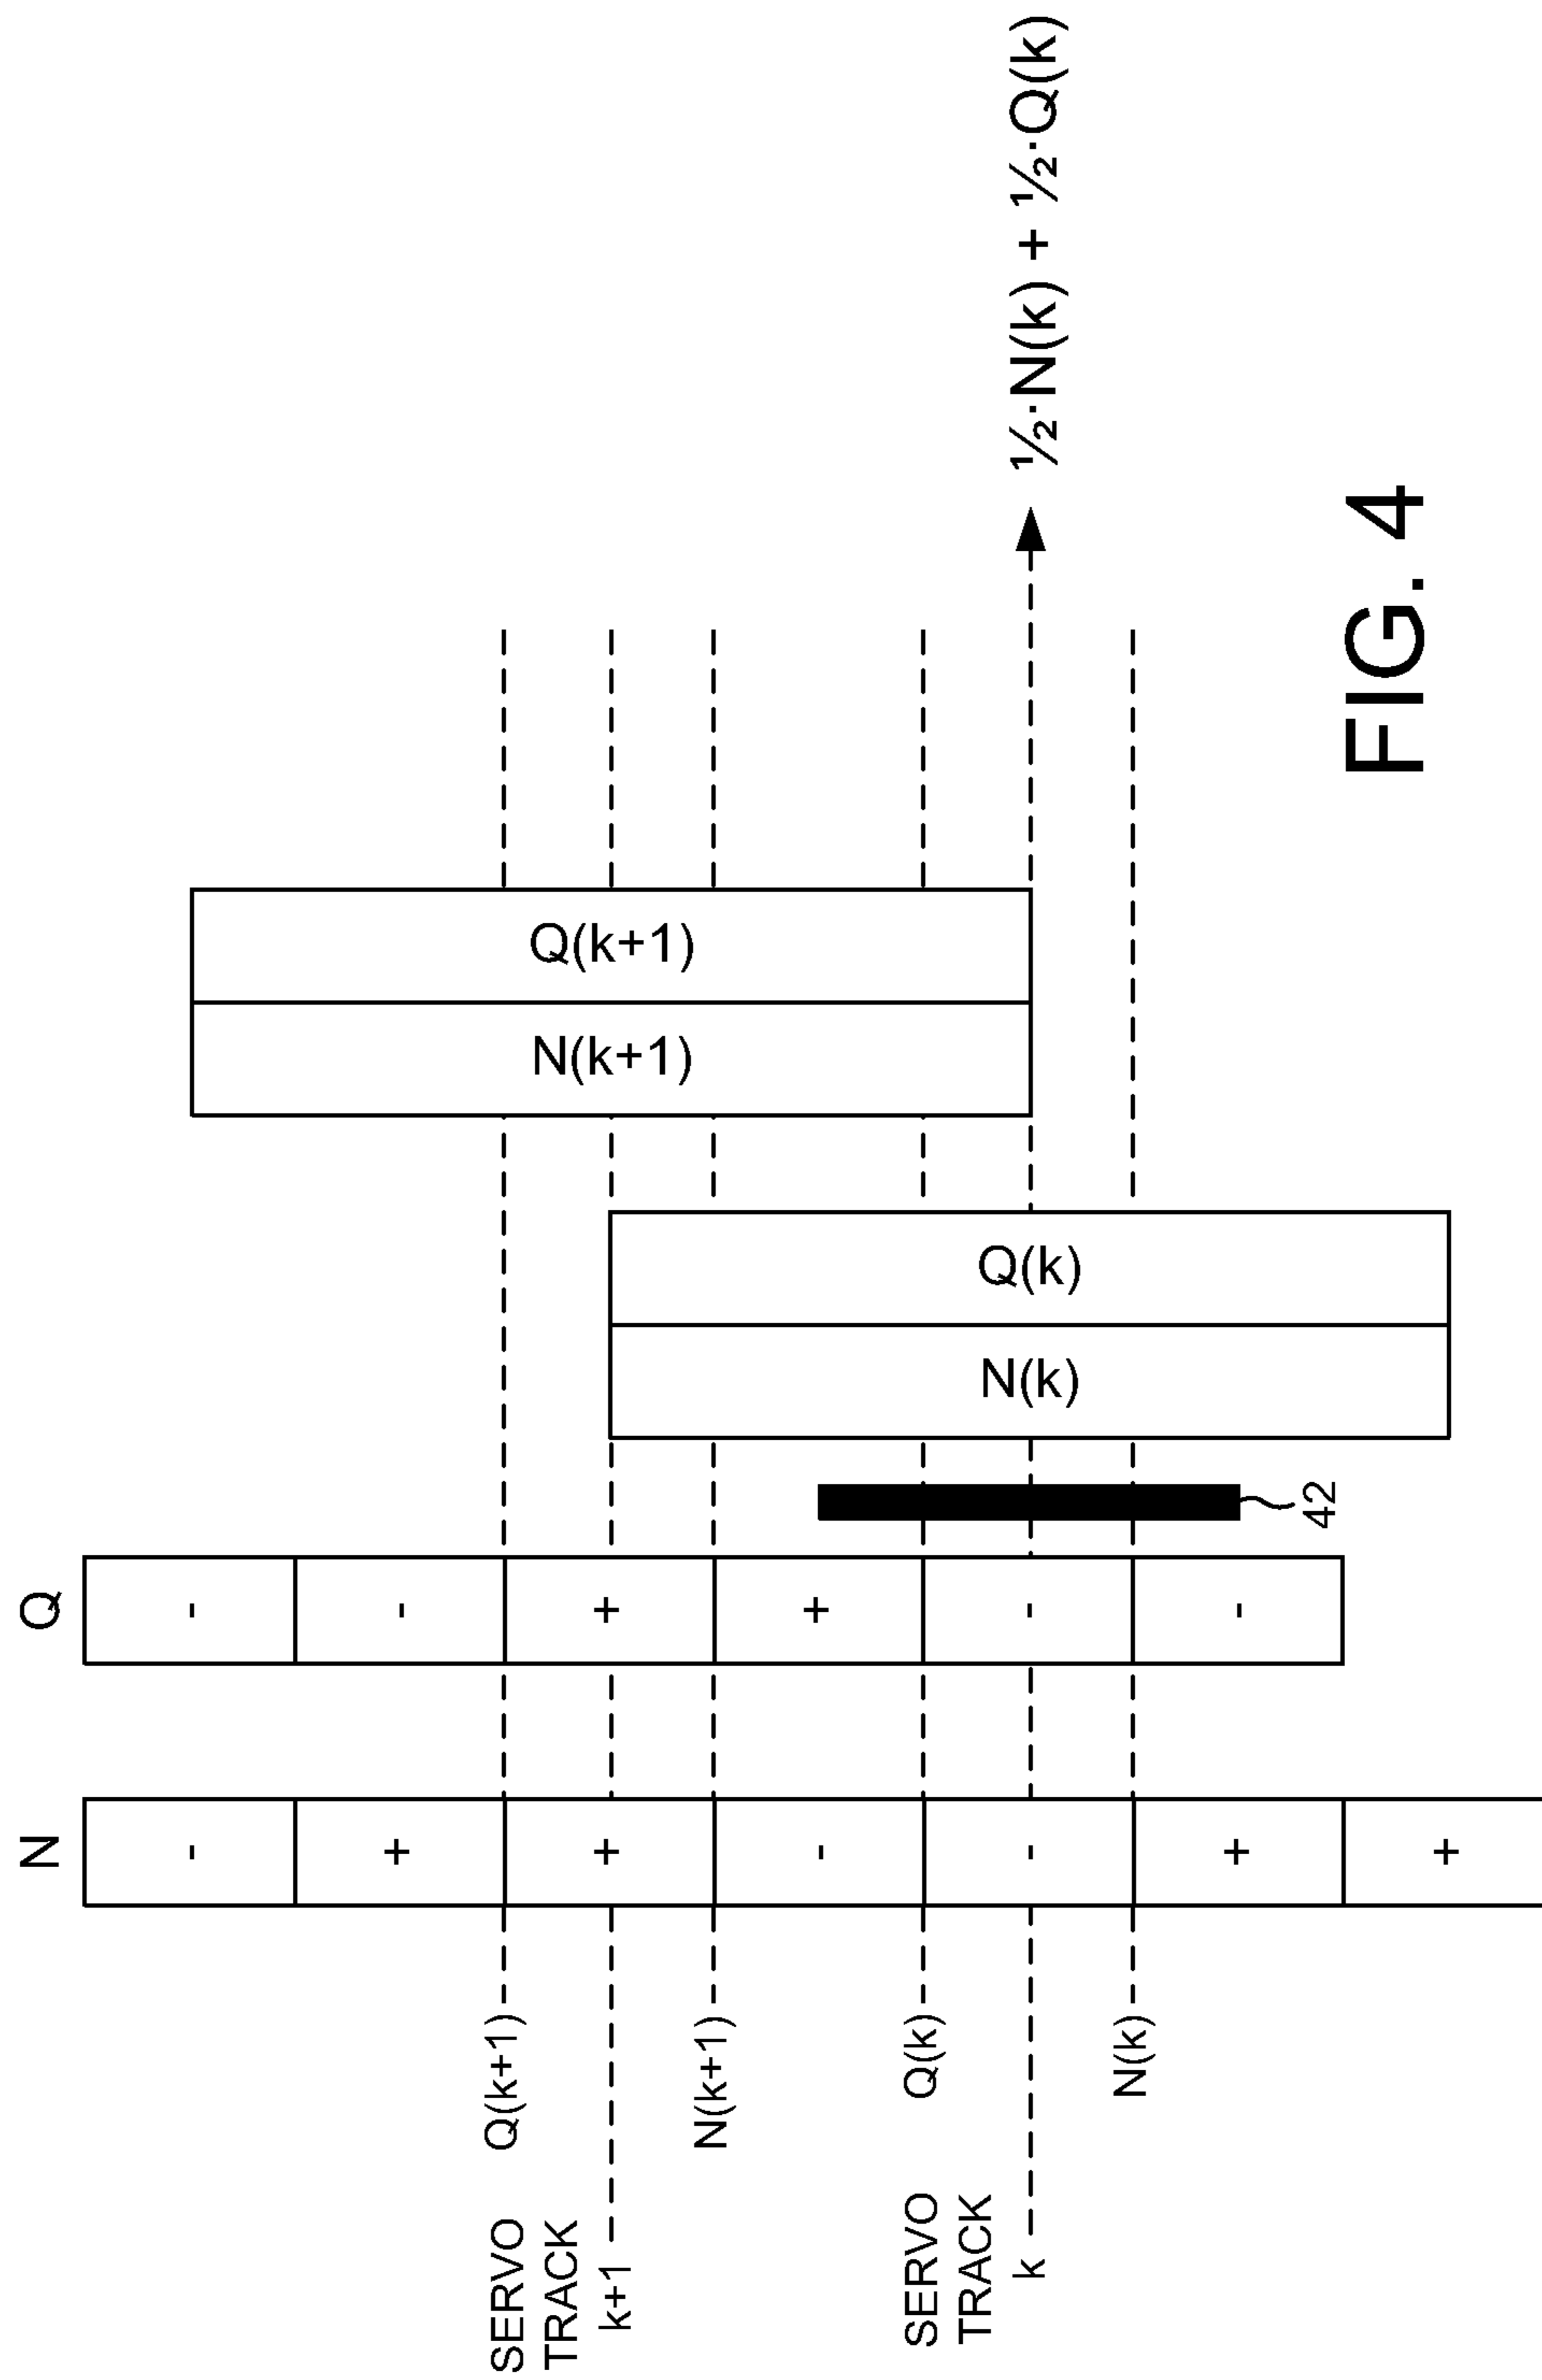 N
Q
-
-
+
-
Q(k+1)
SERVO
TRACK
k+1
+
+
N(k+1)
Q(k+1)
N(k+1)
-
+
Q(k)
SERVO
TRACK
k
-
-
N(k)
Q(k)
½·N(k) + ½·Q(k)
N(k)
+
-
42
+
FIG. 4